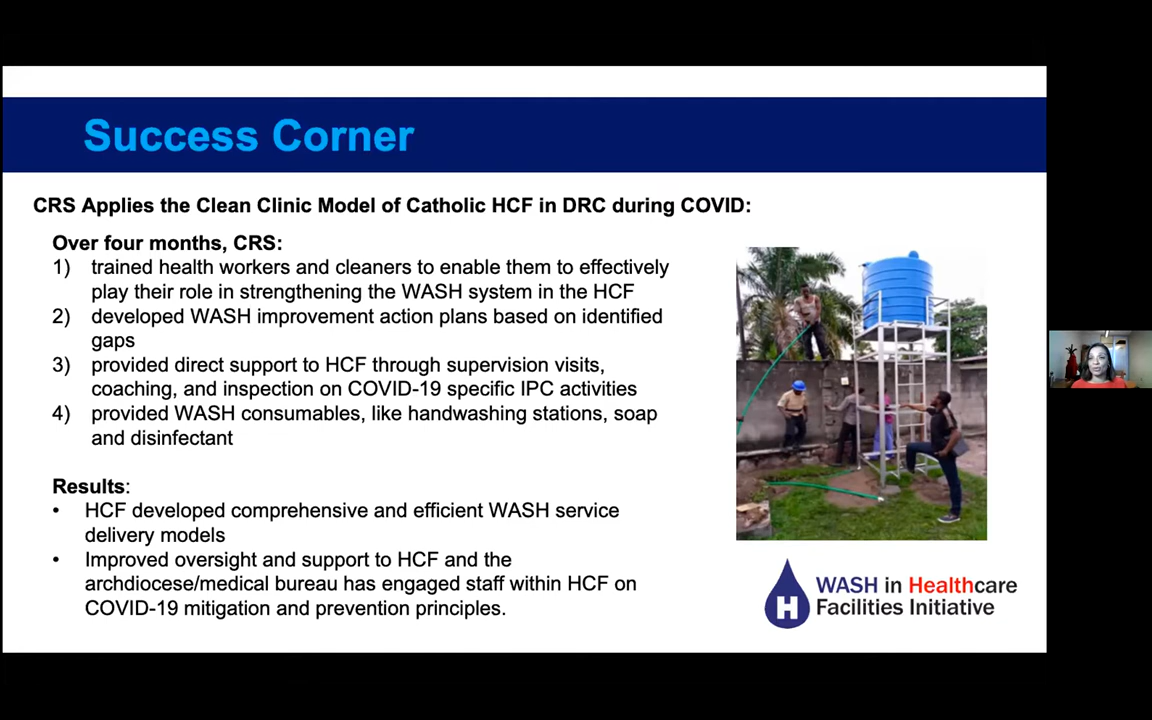 Success Corner
CRS Applies the Clean Clinic Model of Catholic HCF in DRC during COVID:
Over four months, CRS:
1) trained health workers and cleaners to enable them to effectively
play their role in strengthening the WASH system in the HCF
2) developed WASH improvement action plans based on identified
gaps
3) provided direct support to HCF through supervision visits,
coaching, and inspection on COVID-19 specific IPC activities
4) provided WASH consumables, like handwashing stations, soap
and disinfectant
Results:
• HCF developed comprehensive and efficient WASH service
delivery models
• Improved oversight and support to HCF and the
archdiocese/medical bureau has engaged staff within HCF on
COVID-19 mitigation and prevention principles.
H
WASH in Healthcare
Facilities Initiative